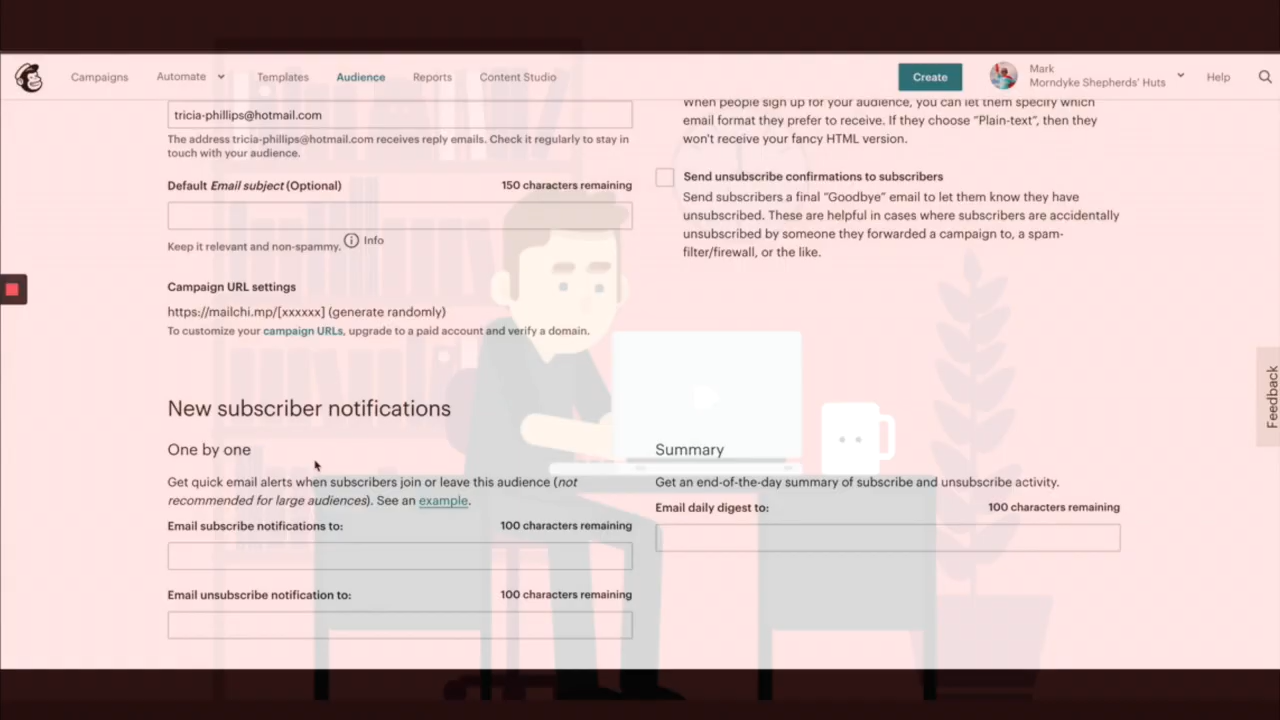 Campaigns Automate Templates Audience Reports Content Studio Create Mark Help
Morndyke Shepherds' Huts
tricia-phillips@hotmail.com
The address tricia-phillips@hotmail.com receives reply emails. Check it regularly to stay in
touch with your audience.
Default Email subject (Optional) 150 characters remaining
Keep it relevant and non-spammy. Info
Campaign URL settings
https://mailchi.mp/[xxxxxx] (generate randomly)
To customize your campaign URLs, upgrade to a paid account and verify a domain.
When people sign up for your audience, you can let them specify which
email format they prefer to receive. If they choose "Plain-text", then they
won't receive your fancy HTML version.
Send unsubscribe confirmations to subscribers
Send subscribers a final "Goodbye" email to let them know they have
unsubscribed. These are helpful in cases where subscribers are accidentally
unsubscribed by someone they forwarded a campaign to, a spam-
filter/firewall, or the like.
Feedback
New subscriber notifications
One by one
Get quick email alerts when subscribers join or leave this audience (not
recommended for large audiences). See an example.
Email subscribe notifications to: 100 characters remaining
Email unsubscribe notification to: 100 characters remaining
Summary
Get an end-of-the-day summary of subscribe and unsubscribe activity.
Email daily digest to: 100 characters remaining